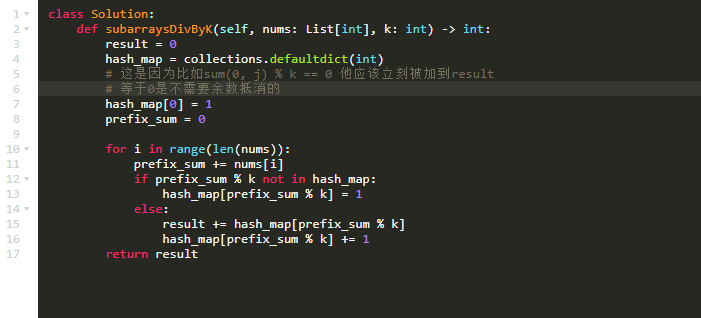 1 class Solution:
2     def subarraysDivByK(self, nums: List[int], k: int) -> int:
3         result = 0
4         hash_map = collections.defaultdict(int)
5         # 这是因为比如sum(0, j) % k == 0 他应该立刻被加到result
6         # 等于0是不需要余数抵消的
7         hash_map[0] = 1
8         prefix_sum = 0
9
10         for i in range(len(nums)):
11             prefix_sum += nums[i]
12             if prefix_sum % k not in hash_map:
13                 hash_map[prefix_sum % k] = 1
14             else:
15                 result += hash_map[prefix_sum % k]
16                 hash_map[prefix_sum % k] += 1
17         return result